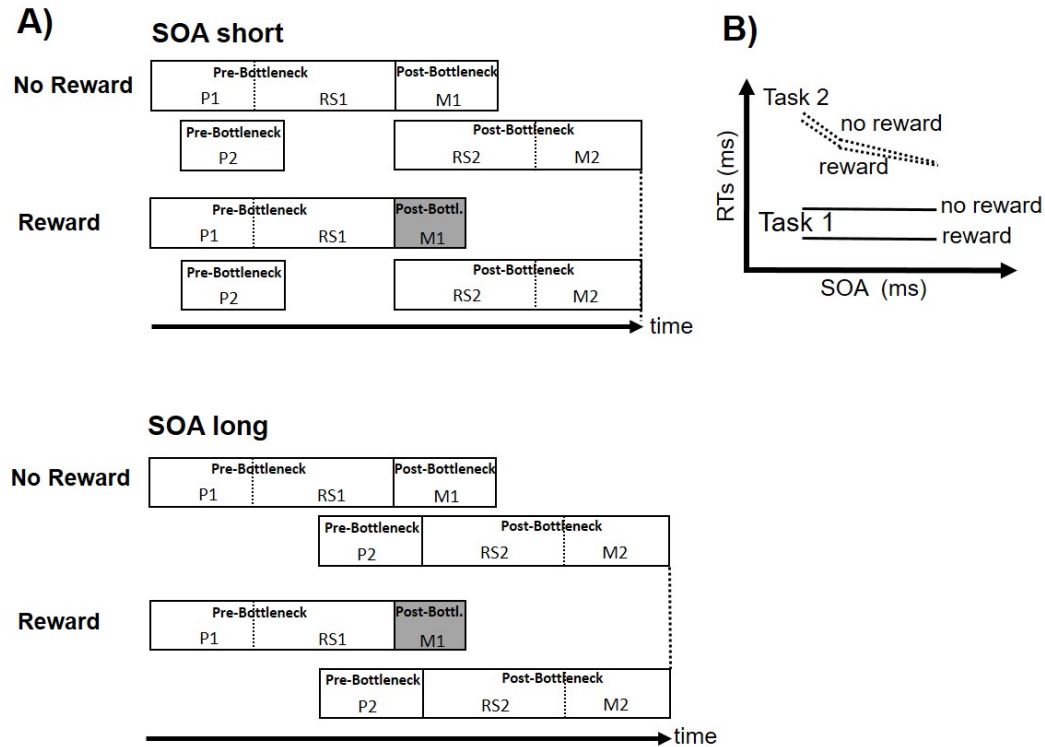 A)
SOA short
No Reward
Pre-Bottleneck
Post-Bottleneck
P1
RS1
M1
Pre-Bottleneck
Post-Bottleneck
P2
RS2
M2
Reward
Pre-Bottleneck
Post-Bottl.
P1
RS1
M1
Pre-Bottleneck
Post-Bottleneck
P2
RS2
M2
time
SOA long
No Reward
Pre-Bottleneck
Post-Bottleneck
P1
RS1
M1
Pre-Bottleneck
Post-Bottleneck
P2
RS2
M2
Reward
Pre-Bottleneck
Post-Bottl.
P1
RS1
M1
Pre-Bottleneck
Post-Bottleneck
P2
RS2
M2
time
B)
RTs (ms)
Task 2
no reward
reward
Task 1
no reward
reward
SOA (ms)